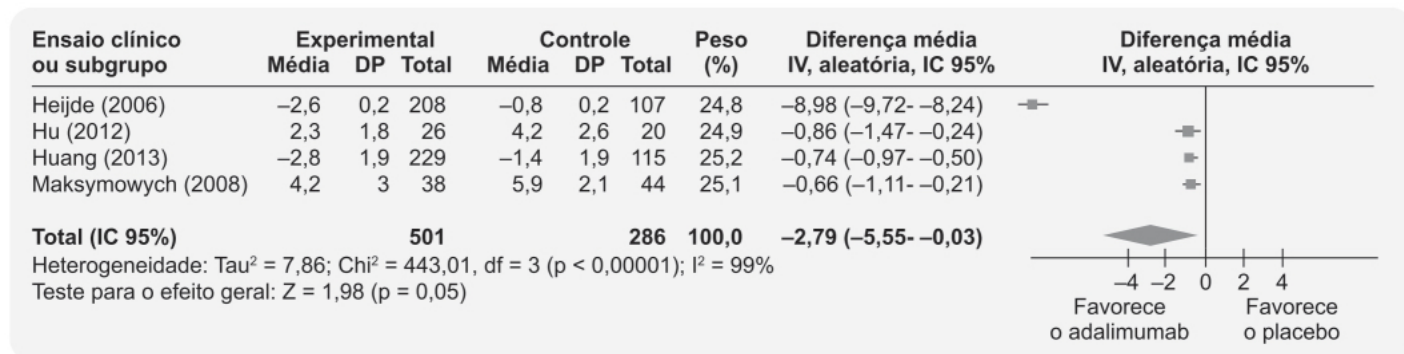 Ensaio clínico Experimental Controle Peso Diferença média Diferença média
ou subgrupo Média DP Total Média DP Total (%) IV, aleatória, IC 95% IV, aleatória, IC 95%
Heijde (2006) –2,6 0,2 208 –0,8 0,2 107 24,8 –8,98 (–9,72- –8,24)
Hu (2012) 2,3 1,8 26 4,2 2,6 20 24,9 –0,86 (–1,47- –0,24)
Huang (2013) –2,8 1,9 229 –1,4 1,9 115 25,2 –0,74 (–0,97- –0,50)
Maksymowych (2008) 4,2 3 38 5,9 2,1 44 25,1 –0,66 (–1,11- –0,21)
Total (IC 95%) 501 286 100,0 –2,79 (–5,55- –0,03)
Heterogeneidade: Tau² = 7,86; Chi² = 443,01, df = 3 (p < 0,00001); I² = 99%
Teste para o efeito geral: Z = 1,98 (p = 0,05)
–4 –2 0 2 4
Favorece Favorece
o adalimumab o placebo